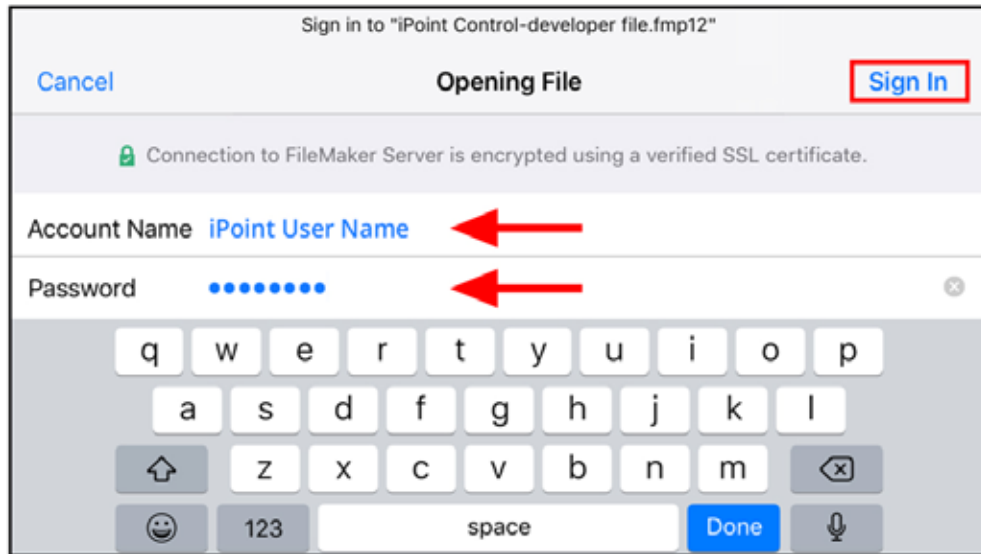 Sign in to "iPoint Control-developer file.fmp12"
Cancel Opening File Sign In
Connection to FileMaker Server is encrypted using a verified SSL certificate.
Account Name iPoint User Name
Password ••••••••
q w e r t y u i o p
a s d f g h j k l
z x c v b n m
123 space Done